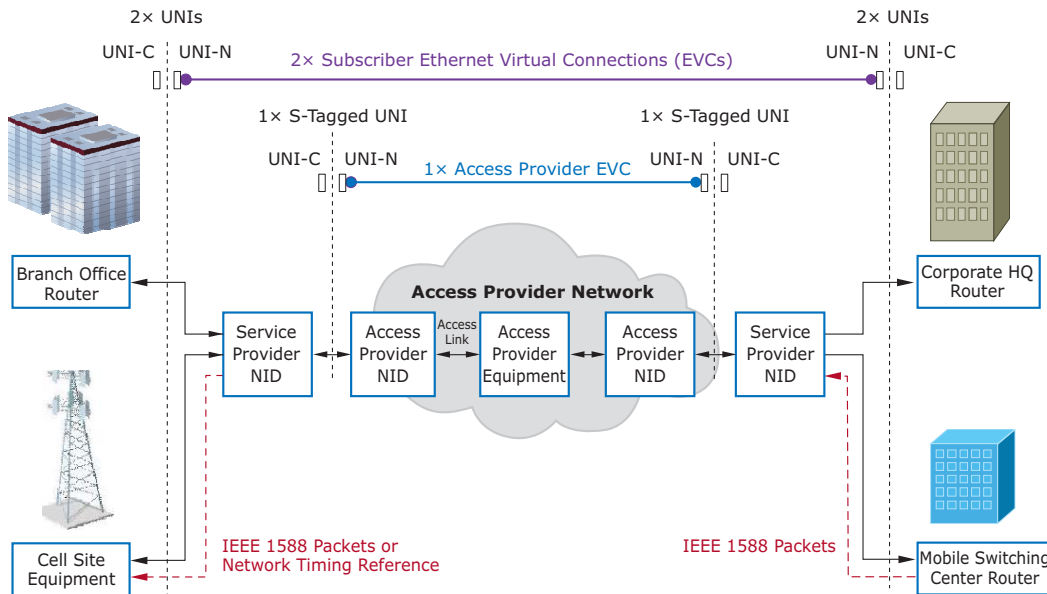 2× UNIs
2× UNIs
UNI-C
UNI-N
UNI-N
UNI-C
2× Subscriber Ethernet Virtual Connections (EVCs)
1× S-Tagged UNI
1× S-Tagged UNI
UNI-C
UNI-N
1× Access Provider EVC
UNI-N
UNI-C
Branch Office
Router
Corporate HQ
Router
Access Provider Network
Service
Provider
NID
Access
Provider
NID
Access
Link
Access
Provider
Equipment
Access
Provider
NID
Service
Provider
NID
IEEE 1588 Packets or
Network Timing Reference
IEEE 1588 Packets
Cell Site
Equipment
Mobile Switching
Center Router